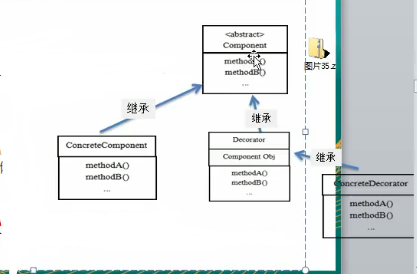 <abstract>
Component
methodA()
methodB()
...
图片35.z
继承
继承
继承
ConcreteComponent
methodA()
methodB()
...
Decorator
Component Obj
methodA()
methodB()
...
ConcreteDecorator
methodA()
methodB()
...